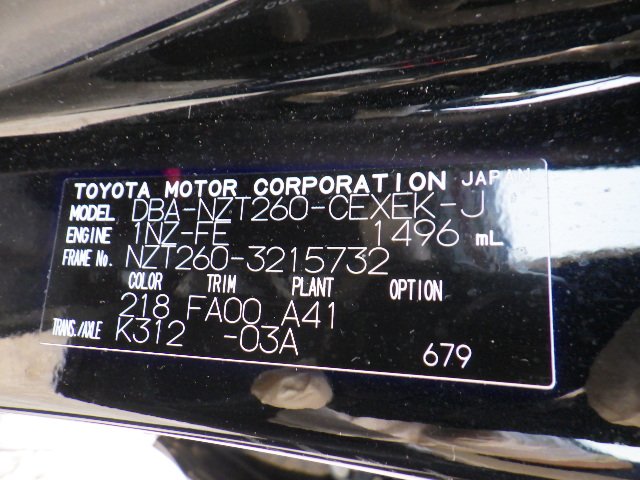 TOYOTA MOTOR CORPORATION JAPAN
MODEL DBA-NZT260-CEXEK-J
ENGINE 1NZ-FE 1496 mL
FRAME No. NZT260-3215732
COLOR TRIM PLANT OPTION
218 FA00 A41
TRANS./AXLE K312 -03A
679